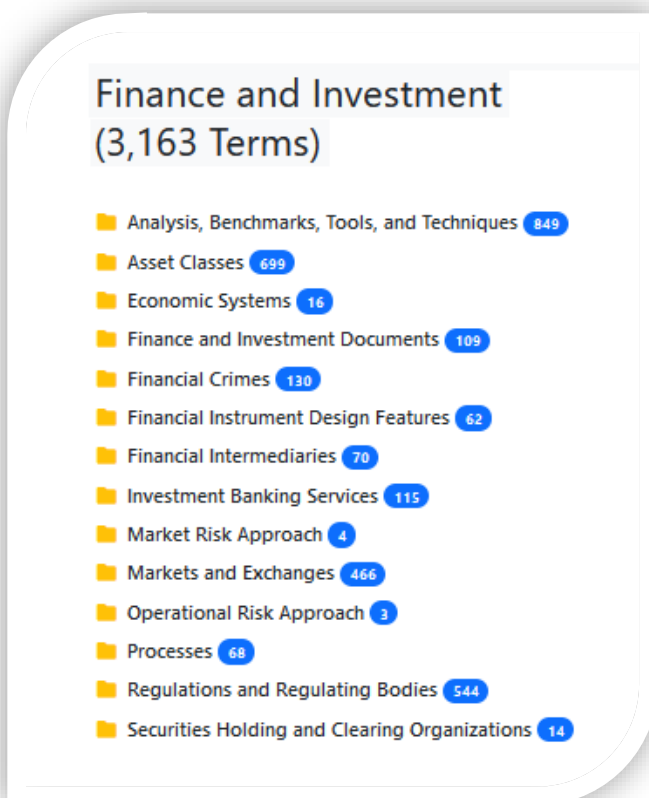 Finance and Investment
(3,163 Terms)
Analysis, Benchmarks, Tools, and Techniques 849
Asset Classes 699
Economic Systems 16
Finance and Investment Documents 109
Financial Crimes 130
Financial Instrument Design Features 62
Financial Intermediaries 70
Investment Banking Services 115
Market Risk Approach 4
Markets and Exchanges 466
Operational Risk Approach 3
Processes 68
Regulations and Regulating Bodies 544
Securities Holding and Clearing Organizations 14